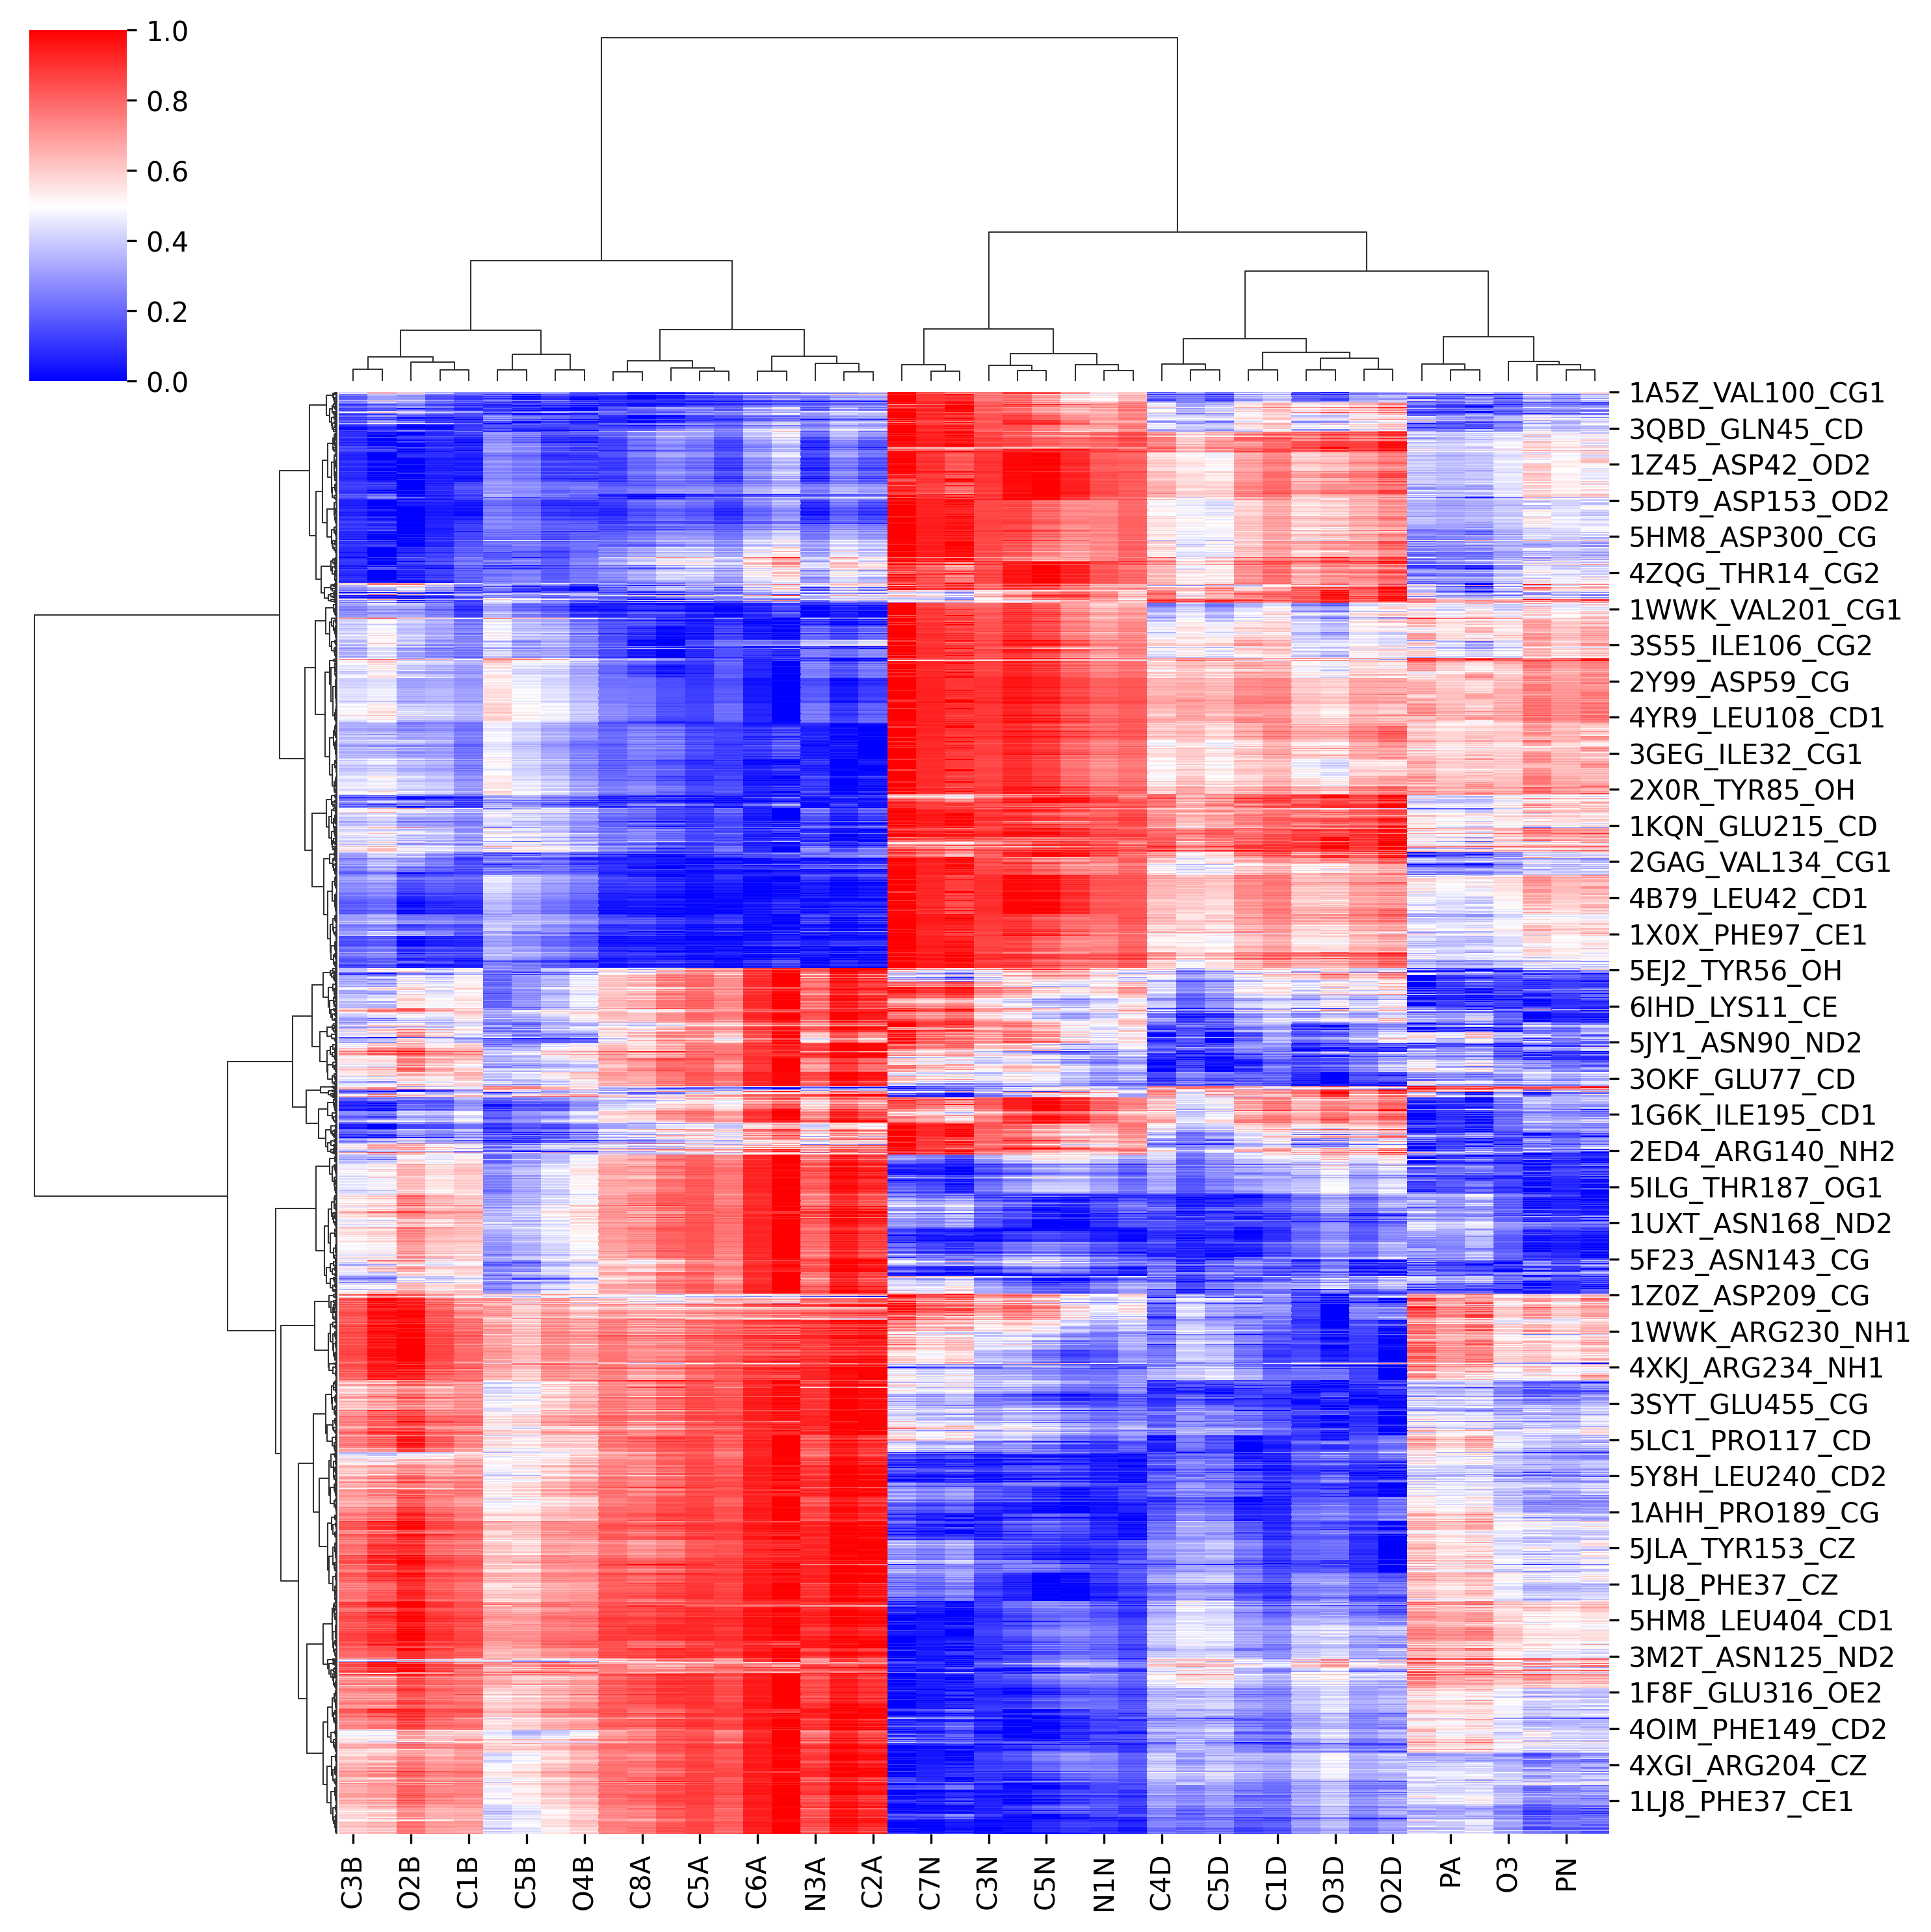 1.0
0.8
0.6
0.4
0.2
0.0
1A5Z_VAL100_CG1
3QBD_GLN45_CD
1Z45_ASP42_OD2
5DT9_ASP153_OD2
5HM8_ASP300_CG
4ZQG_THR14_CG2
1WWK_VAL201_CG1
3S55_ILE106_CG2
2Y99_ASP59_CG
4YR9_LEU108_CD1
3GEG_ILE32_CG1
2X0R_TYR85_OH
1KQN_GLU215_CD
2GAG_VAL134_CG1
4B79_LEU42_CD1
1X0X_PHE97_CE1
5EJ2_TYR56_OH
6IHD_LYS11_CE
5JY1_ASN90_ND2
3OKF_GLU77_CD
1G6K_ILE195_CD1
2ED4_ARG140_NH2
5ILG_THR187_OG1
1UXT_ASN168_ND2
5F23_ASN143_CG
1Z0Z_ASP209_CG
1WWK_ARG230_NH1
4XKJ_ARG234_NH1
3SYT_GLU455_CG
5LC1_PRO117_CD
5Y8H_LEU240_CD2
1AHH_PRO189_CG
5JLA_TYR153_CZ
1LJ8_PHE37_CZ
5HM8_LEU404_CD1
3M2T_ASN125_ND2
1F8F_GLU316_OE2
4OIM_PHE149_CD2
4XGI_ARG204_CZ
1LJ8_PHE37_CE1
C3B
O2B
C1B
C5B
O4B
C8A
C5A
C6A
N3A
C2A
C7N
C3N
C5N
N1N
C4D
C5D
C1D
O3D
O2D
PA
O3
PN